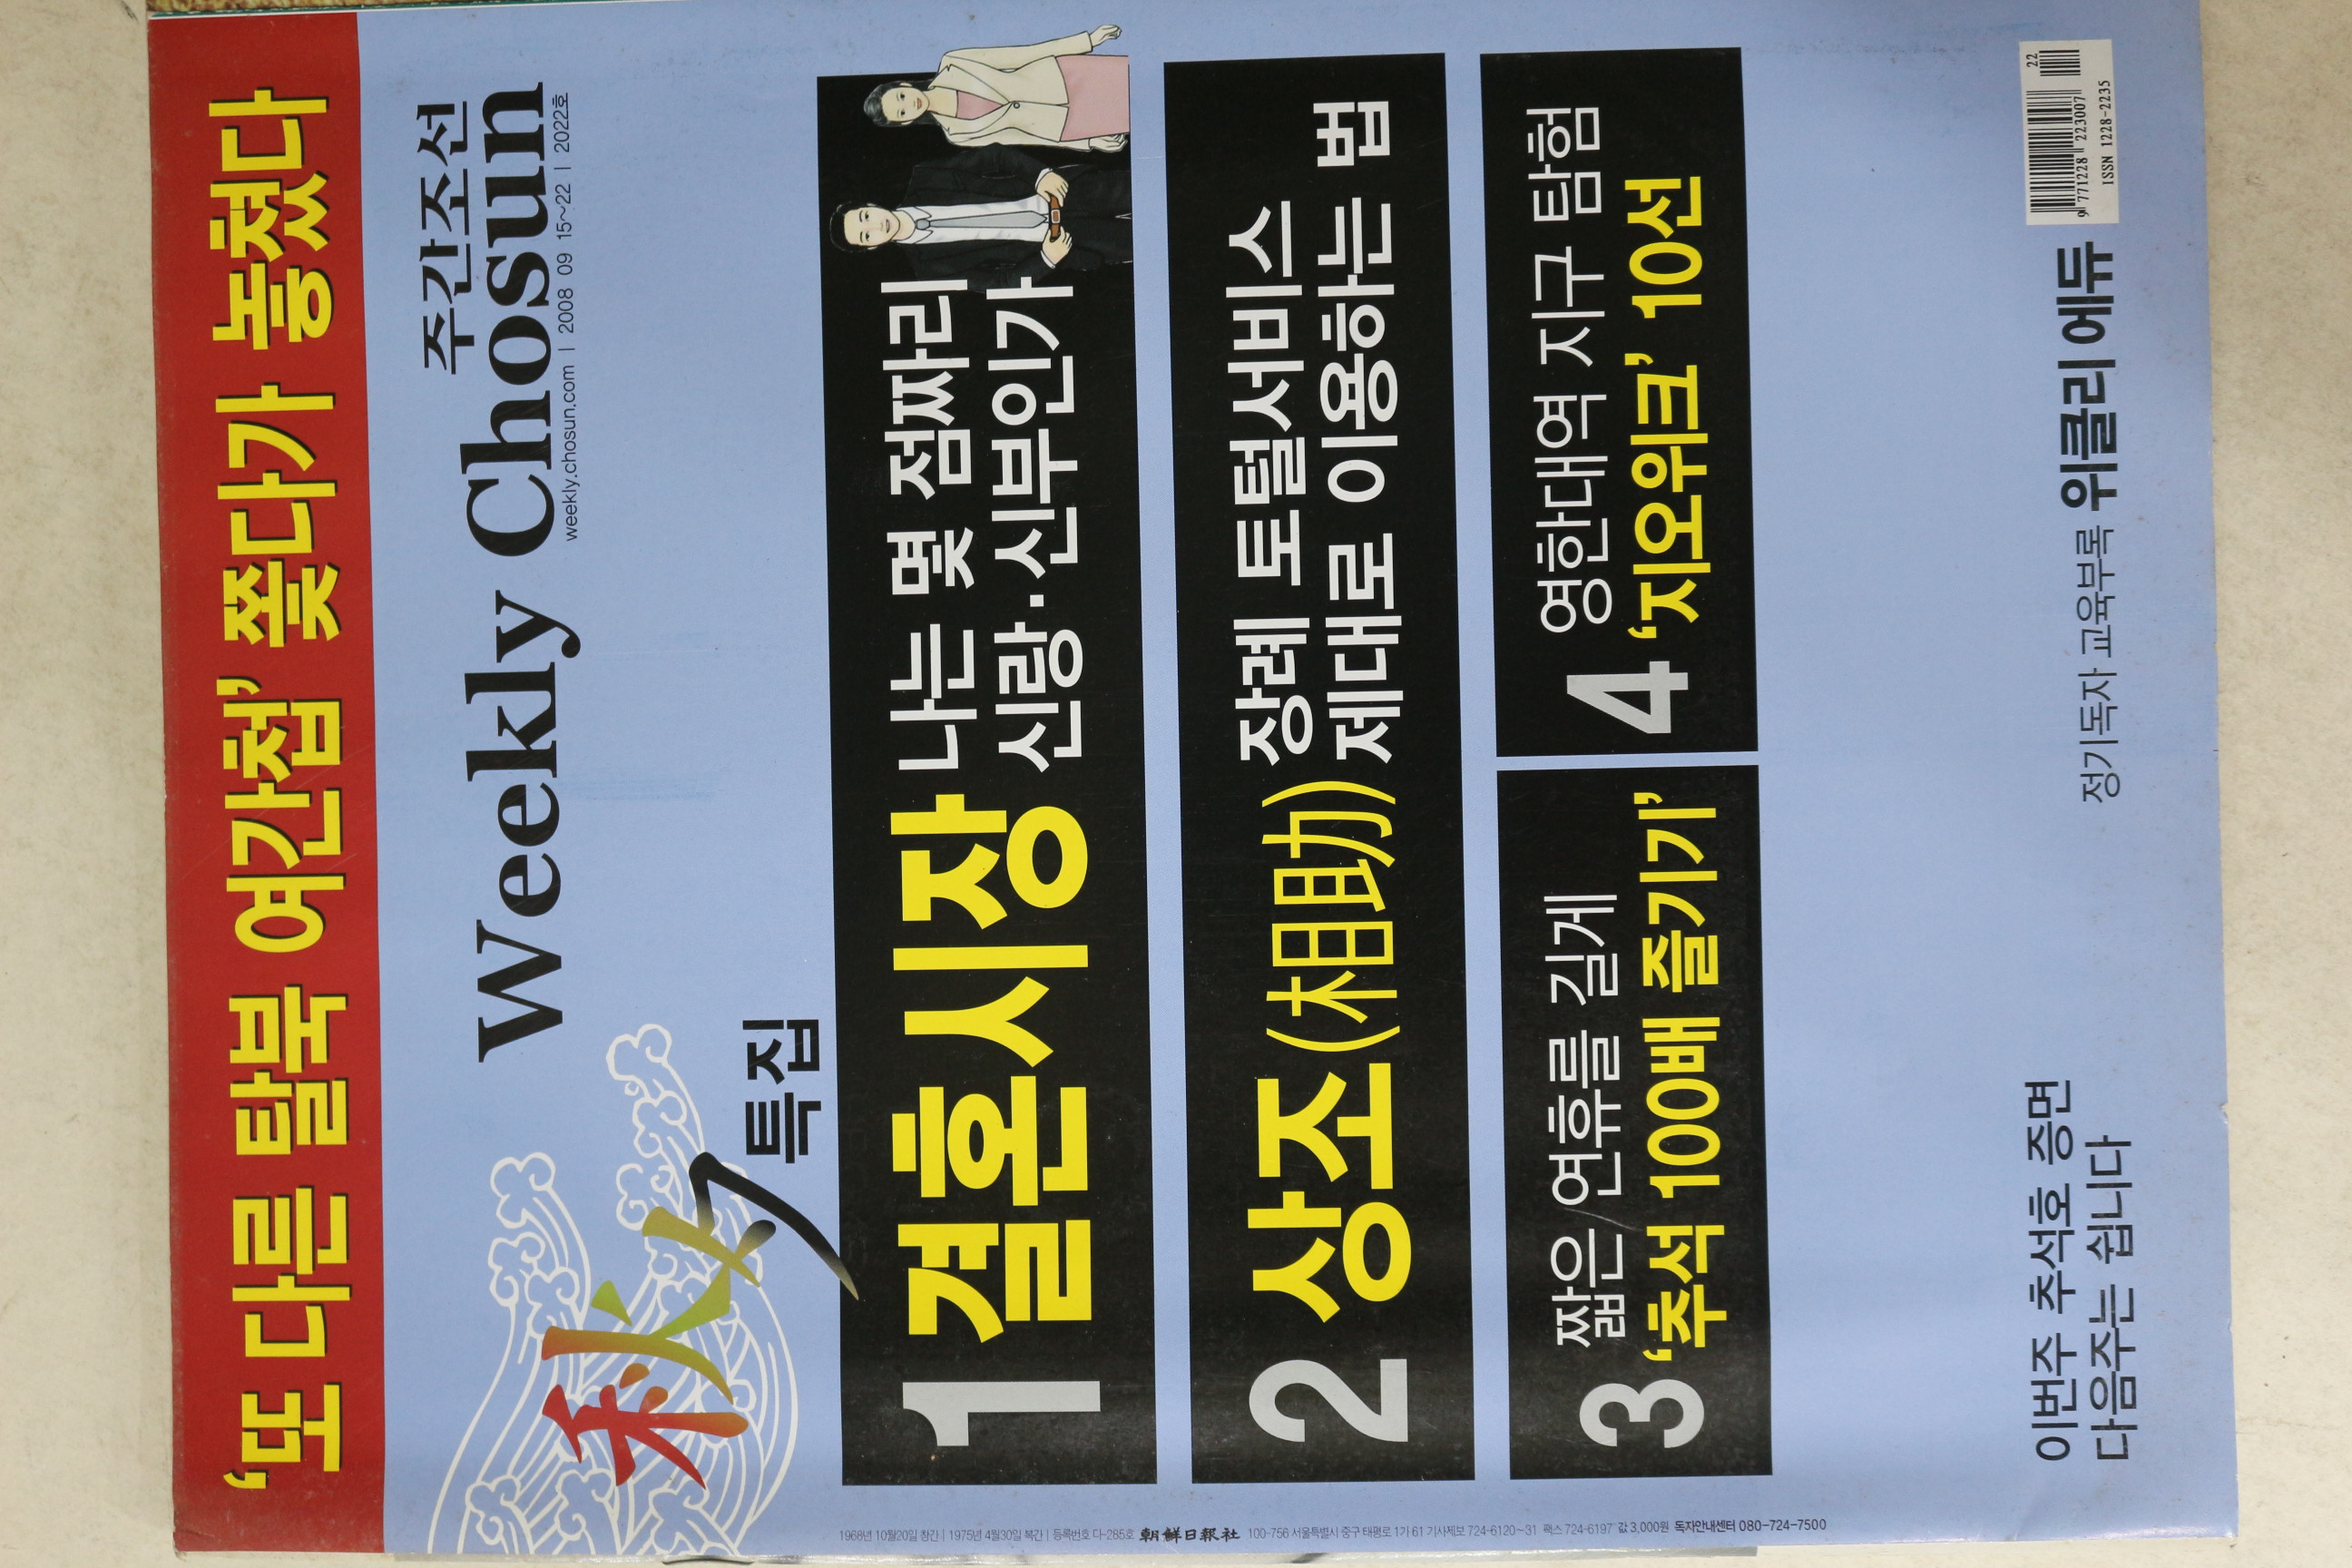 ‘또 다른 탈북 여간첩’ 쫓다가 놓쳤다
주간조선
Weekly Chosun
weekly.chosun.com | 2008 09 15~22 | 2022호
秋夕
특집
1 결혼시장
나는 몇 점짜리
신랑·신부인가
2 상조(相助)
장례 토털서비스
제대로 이용하는 법
3 짧은 연휴를 길게
‘추석 100배 즐기기’
4 영한대역 지구 탐험
‘지오위크’ 10선
이번주 추석호 증면
다음주는 쉽니다
정기독자 교육부록 위클리 에듀
22
9 771228 223007
ISSN 1228-2235
1968년 10월20일 창간 | 1975년 4월30일 복간 | 등록번호 다-285호 朝鮮日報社 100-756 서울특별시 중구 태평로 1가 61 기사제보 724-6120~31 팩스 724-6197 값 3,000원 독자안내센터 080-724-7500